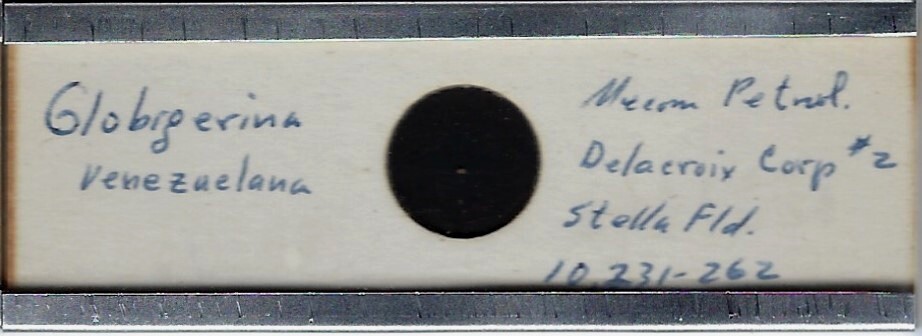 Globigerina
venezuelana
Mecom Petrol.
Delacroix Corp #2
Stella Fld.
10,231-262